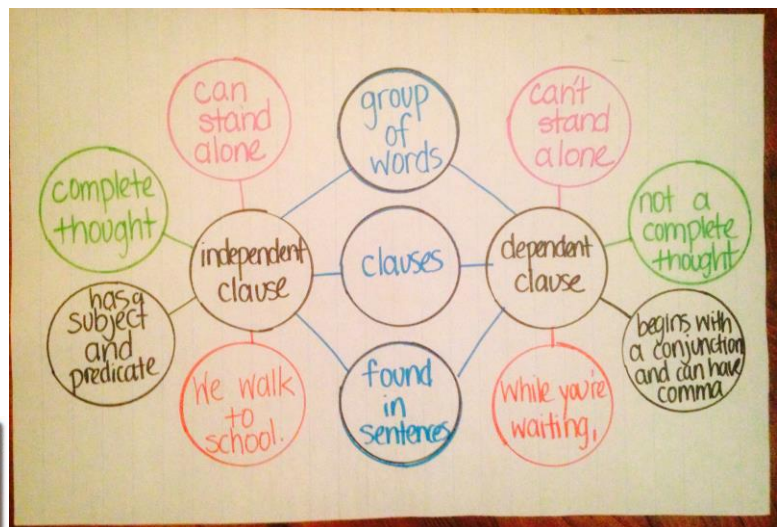 can
stand
alone
group
of
words
can't
stand
alone
complete
thought
not a
complete
thought
independent
clause
clauses
dependent
clause
has a
subject
and
predicate
begins with
a conjunction
and can have
comma
We walk
to
school.
found
in
sentences
While you're
waiting,